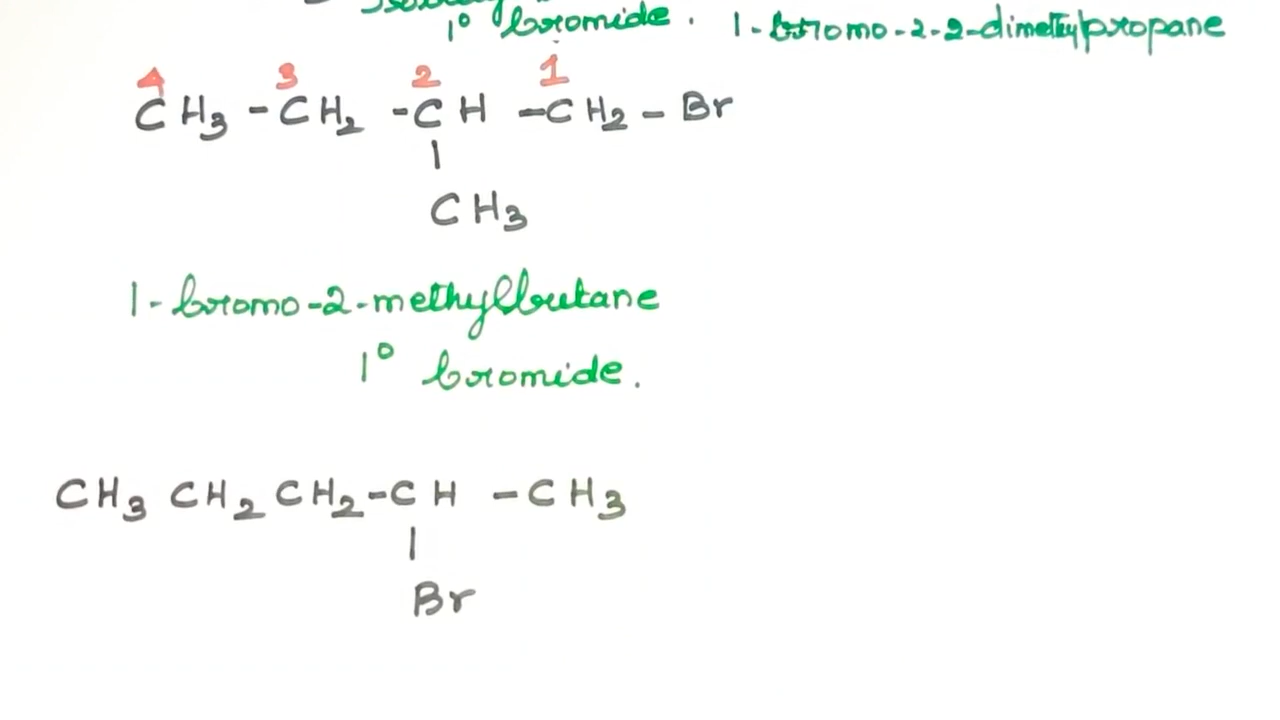 1° bromide. 1-bromo-2-2-dimethylpropane
4 3 2 1
CH₃ - CH₂ - CH - CH₂ - Br
|
CH₃
1-bromo-2-methylbutane
1° bromide.
CH₃ CH₂ CH₂-CH - CH₃
|
Br